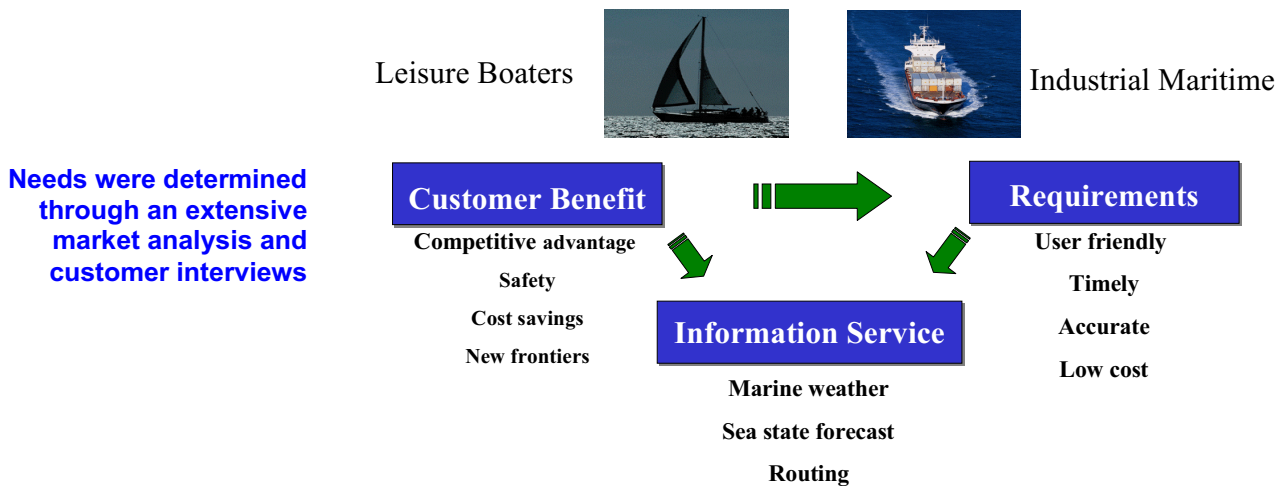 Leisure Boaters
Industrial Maritime
Needs were determined
through an extensive
market analysis and
customer interviews
Customer Benefit
Competitive advantage
Safety
Cost savings
New frontiers
Requirements
User friendly
Timely
Accurate
Low cost
Information Service
Marine weather
Sea state forecast
Routing